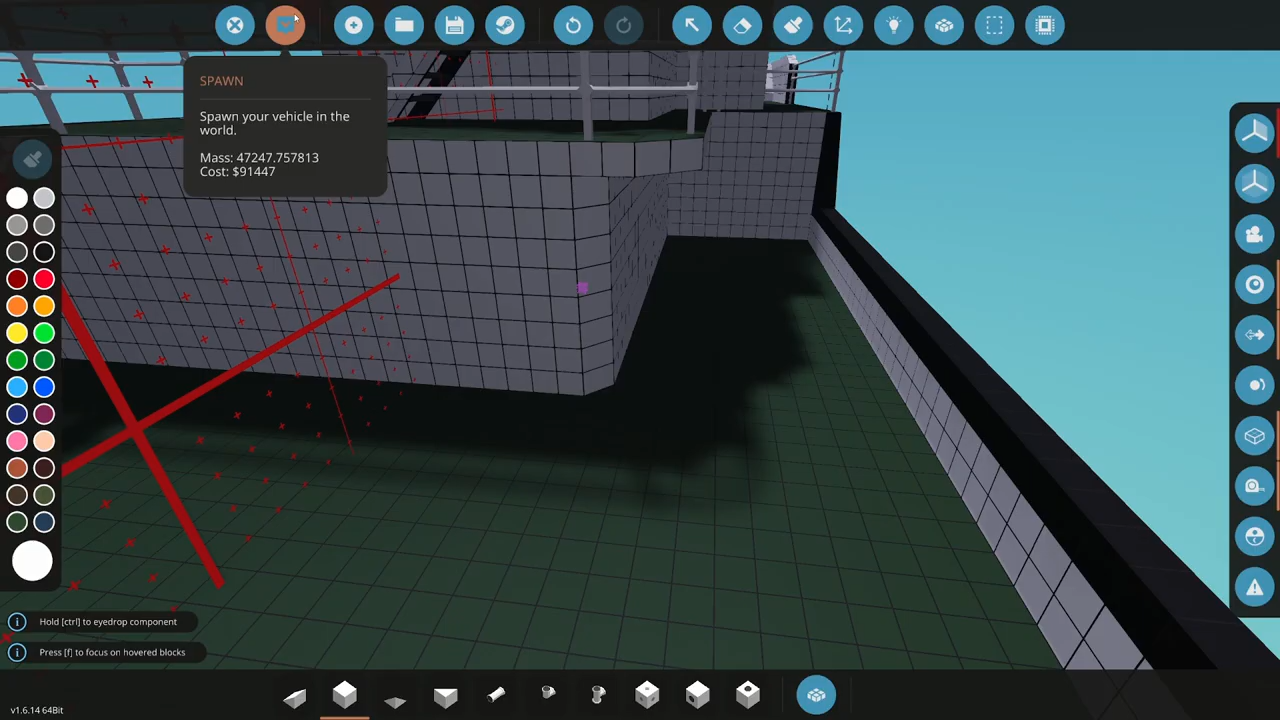 SPAWN
Spawn your vehicle in the
world.
Mass: 47247.757813
Cost: $91447
Hold [ctrl] to eyedrop component
Press [f] to focus on hovered blocks
v1.6.14 64Bit